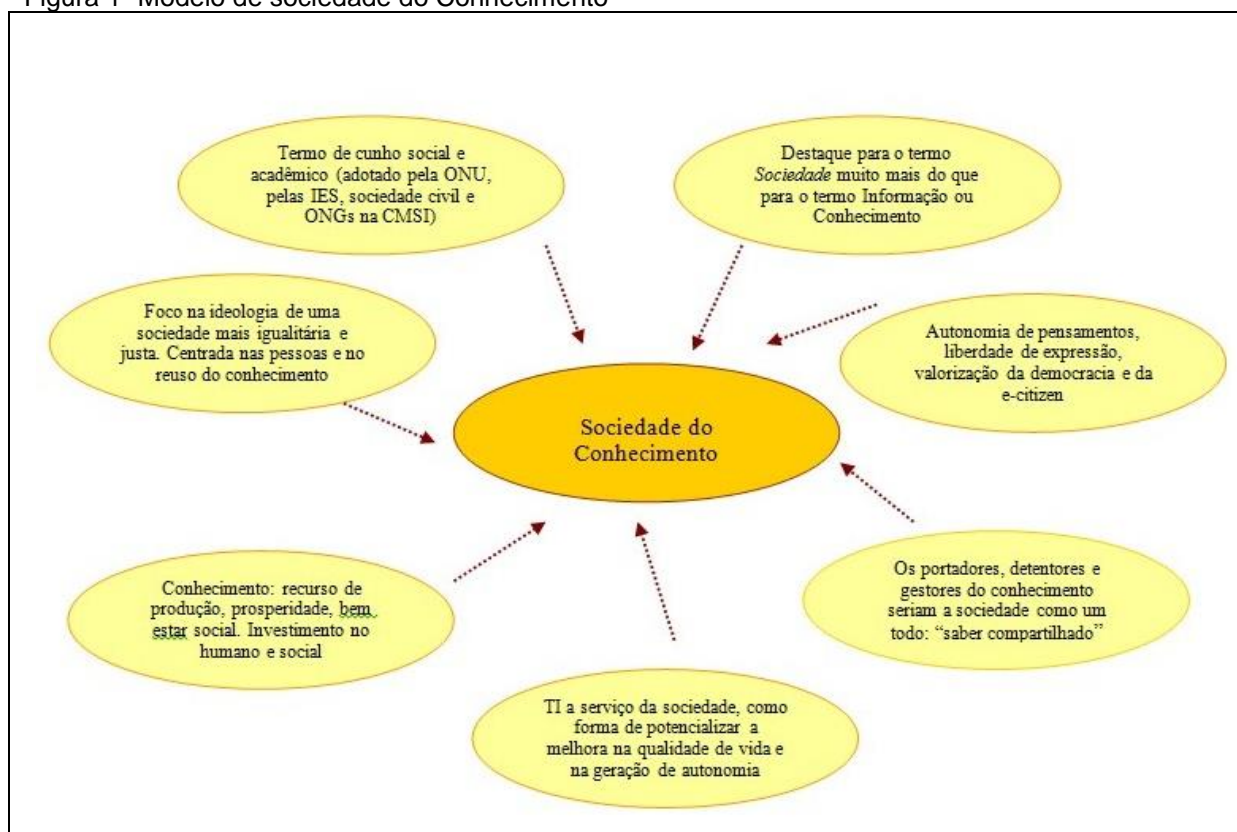 Figura 1- Modelo de sociedade do Conhecimento
Termo de cunho social e
acadêmico (adotado pela ONU,
pelas IES, sociedade civil e
ONGs na CMSI)
Destaque para o termo
Sociedade muito mais do que
para o termo Informação ou
Conhecimento
Foco na ideologia de uma
sociedade mais igualitária e
justa. Centrada nas pessoas e no
reuso do conhecimento
Autonomia de pensamentos,
liberdade de expressão,
valorização da democracia e da
e-citizen
Sociedade do
Conhecimento
Conhecimento: recurso de
produção, prosperidade, bem
estar social. Investimento no
humano e social
Os portadores, detentores e
gestores do conhecimento
seriam a sociedade como um
todo: “saber compartilhado”
TI a serviço da sociedade, como
forma de potencializar a
melhora na qualidade de vida e
na geração de autonomia